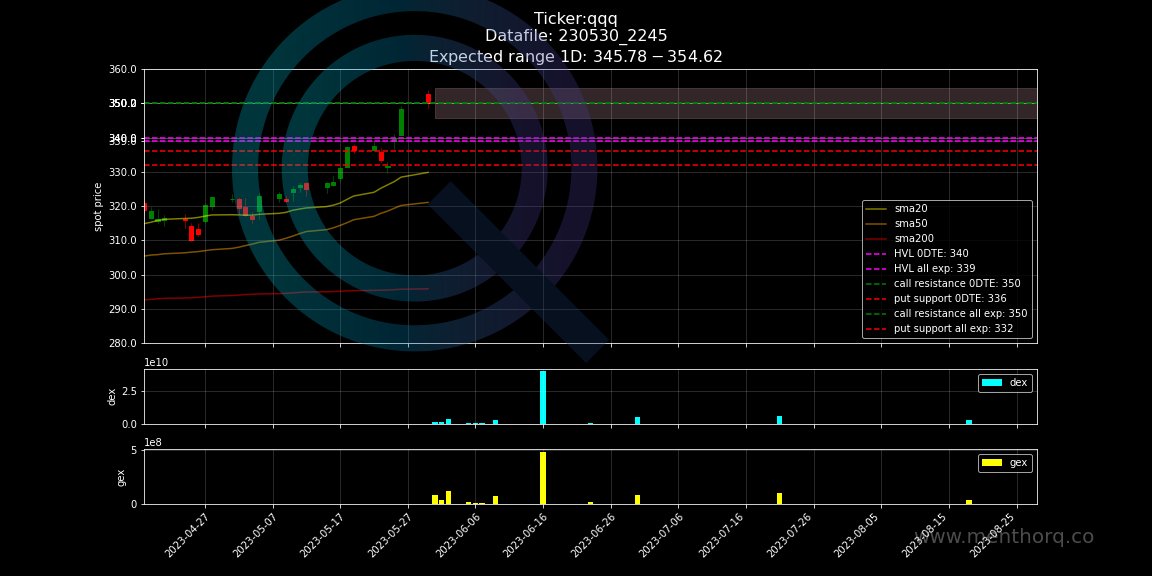 Ticker:qqq
Datafile: 230530_2245
Expected range 1D: 345.78 − 354.62
360.0
350.0
340.0
339.0
330.0
320.0
310.0
300.0
290.0
280.0
spot price
sma20
sma50
sma200
HVL 0DTE: 340
HVL all exp: 339
call resistance 0DTE: 350
put support 0DTE: 336
call resistance all exp: 350
put support all exp: 332
1e10
2.5
0.0
dex
dex
1e8
5
0
gex
gex
2023-04-27
2023-05-07
2023-05-17
2023-05-27
2023-06-06
2023-06-16
2023-06-26
2023-07-06
2023-07-16
2023-07-26
2023-08-05
2023-08-15
2023-08-25
www.menthorq.co